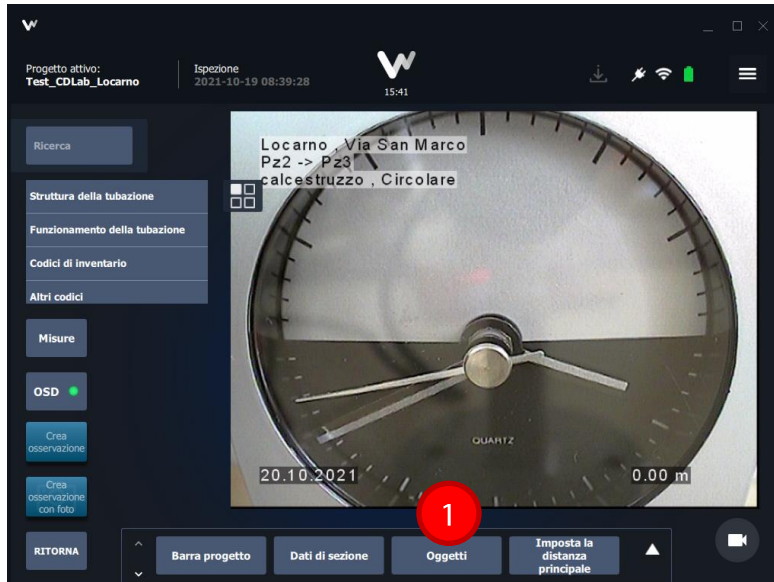 Progetto attivo:
Test_CDLab_Locarno
Ispezione
2021-10-19 08:39:28
15:41
Ricerca
Struttura della tubazione
Funzionamento della tubazione
Codici di inventario
Altri codici
Misure
OSD
Crea
osservazione
Crea
osservazione
con foto
RITORNA
Locarno , Via San Marco
Pz2 -> Pz3
calcestruzzo , Circolare
QUARTZ
20.10.2021
0.00 m
1
Barra progetto
Dati di sezione
Oggetti
Imposta la
distanza
principale